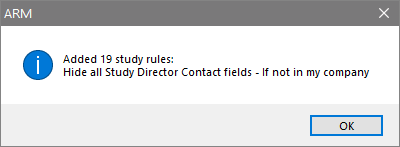 ARM
Added 19 study rules:
Hide all Study Director Contact fields - If not in my company
OK